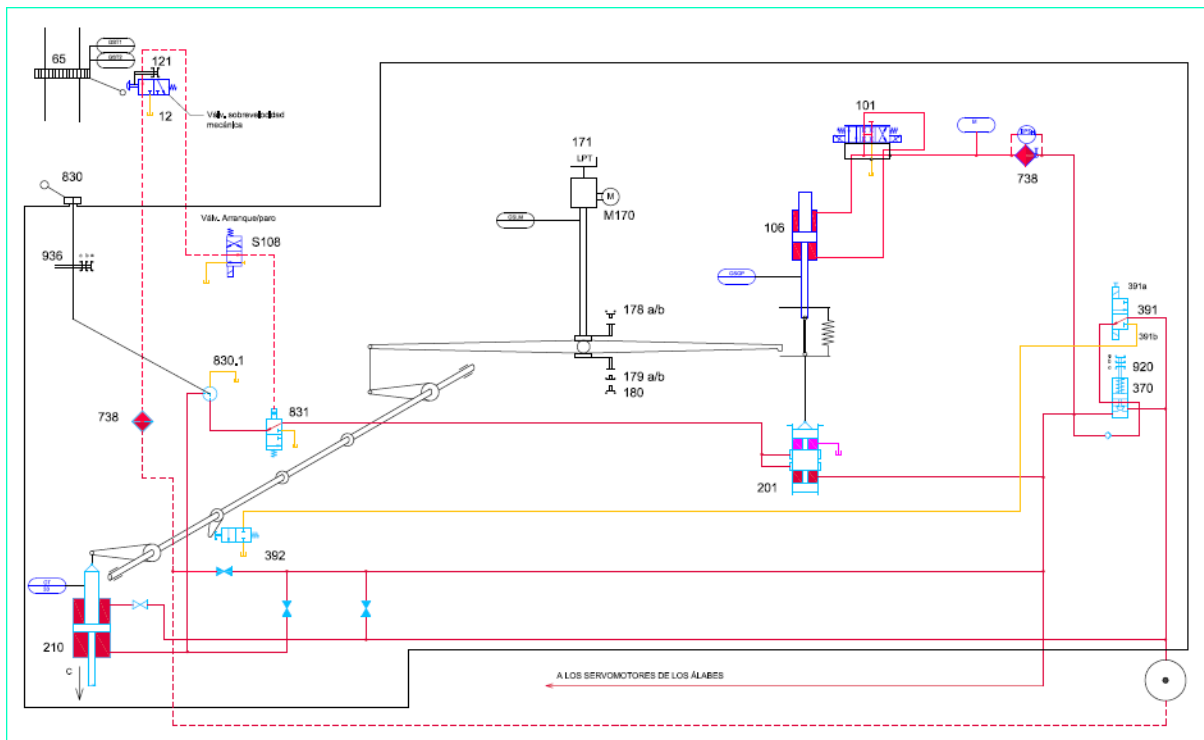 65
121
12
Válv. sobrevelocidad
mecánica
101
M
738
171
LPT
M
M170
830
Válv. Arranque/paro
S108
936
106
391a
391
391b
178 a/b
920
370
830.1
179 a/b
180
738
831
201
392
210
C
A LOS SERVOMOTORES DE LOS ÁLABES